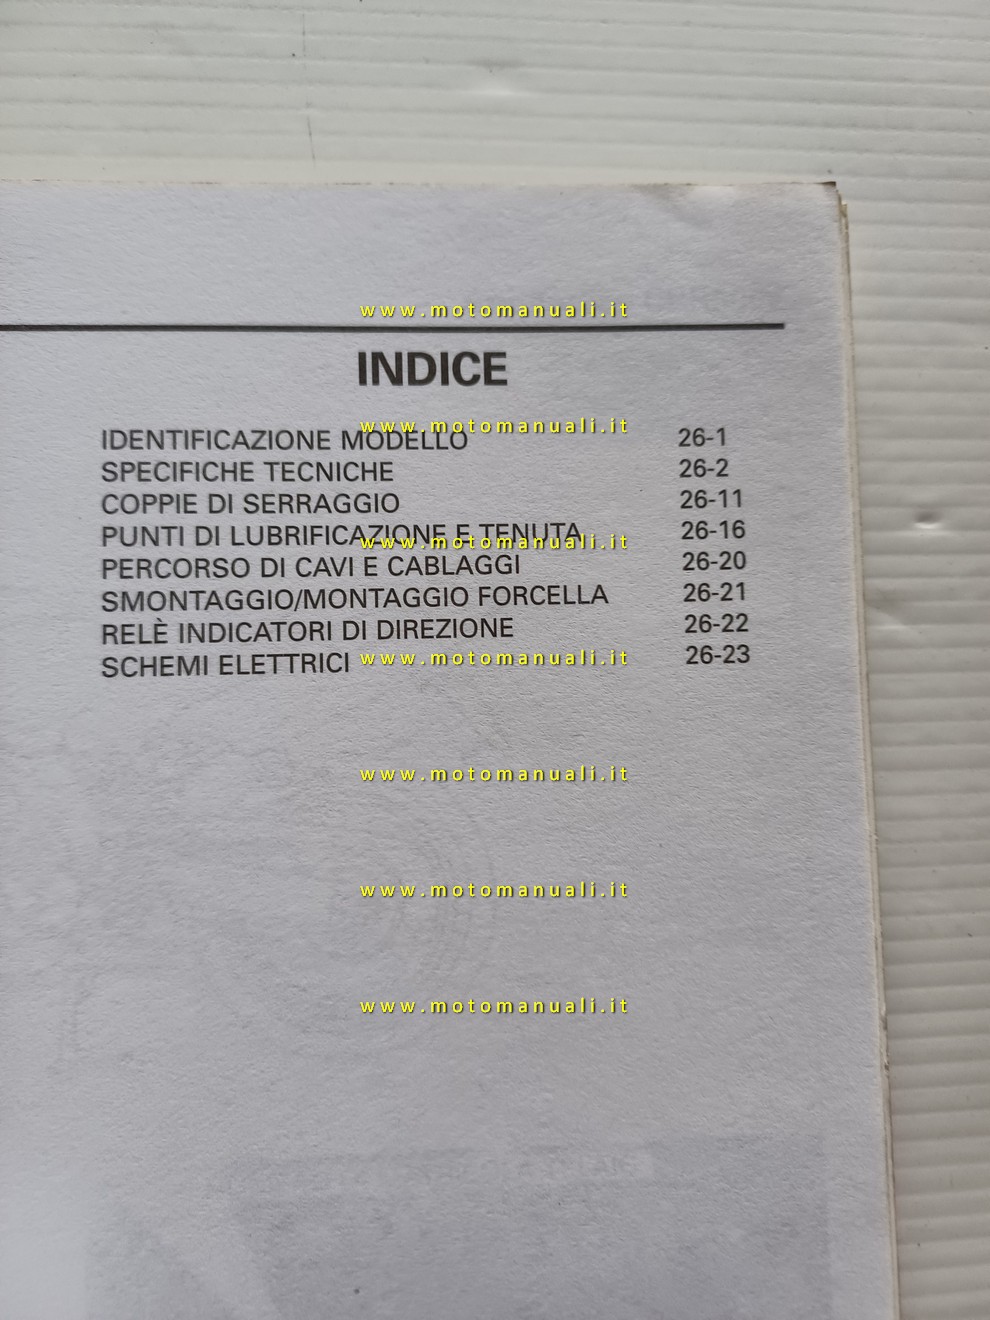 www.motomanuali.it
INDICE
www.motomanuali.it
IDENTIFICAZIONE MODELLO 26-1
SPECIFICHE TECNICHE 26-2
COPPIE DI SERRAGGIO 26-11
PUNTI DI LUBRIFICAZIONE E TENUTA 26-16
www.motomanuali.it
PERCORSO DI CAVI E CABLAGGI 26-20
SMONTAGGIO/MONTAGGIO FORCELLA 26-21
RELÈ INDICATORI DI DIREZIONE 26-22
SCHEMI ELETTRICI 26-23
www.motomanuali.it
www.motomanuali.it
www.motomanuali.it
www.motomanuali.it